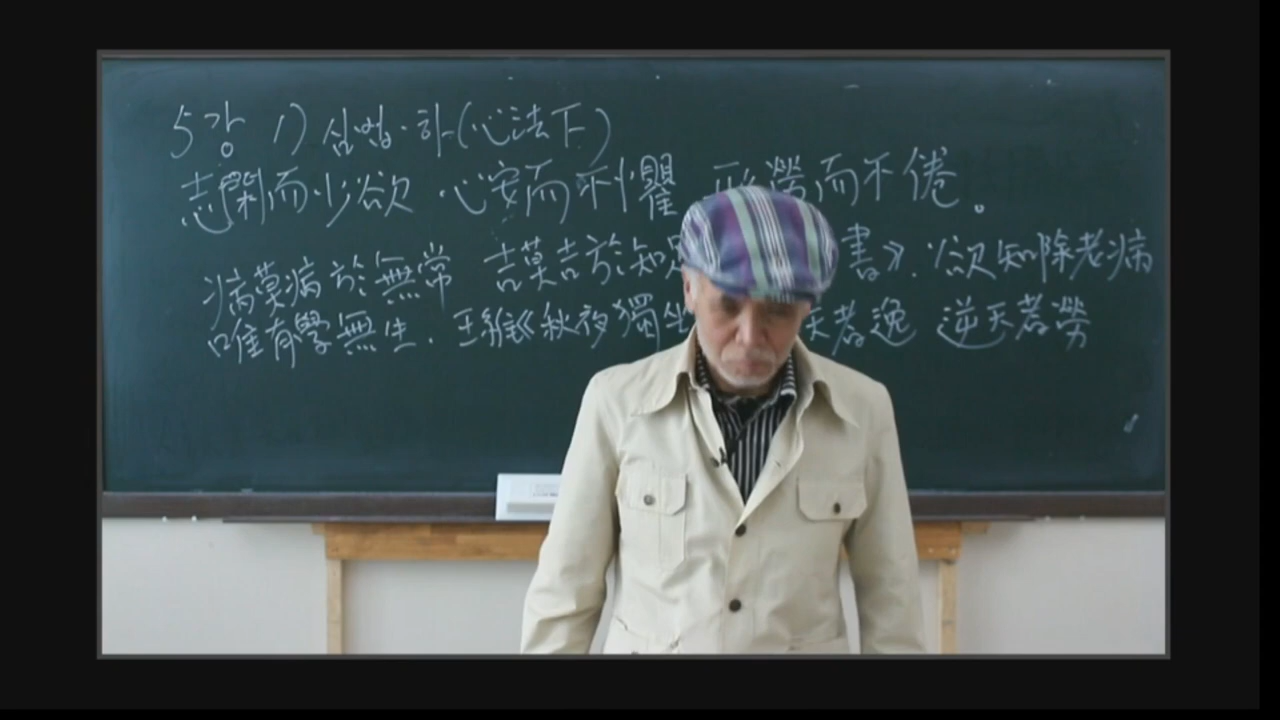 5강 1) 심법·하(心法下)
志閑而少欲 心安而不懼 形勞而不倦。
病莫病於無常 吉莫吉於知 書》. 欲知除老病
唯有學無生. 王維《秋夜獨坐 天者逸 逆天者勞